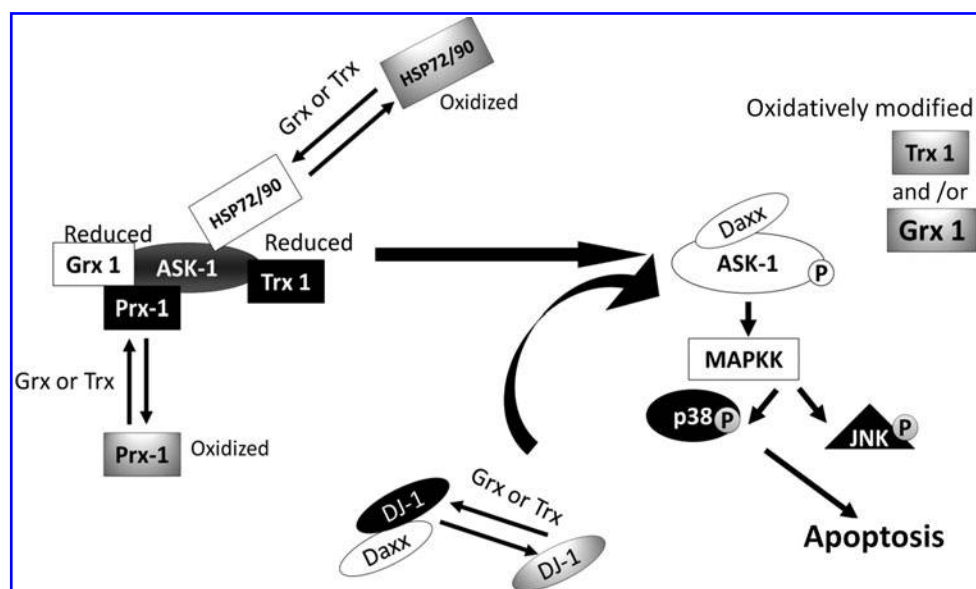 HSP72/90
Grx or Trx
Oxidized
HSP72/90
Reduced
Reduced
Grx 1
ASK-1
Trx 1
Prx-1
Grx or Trx
Prx-1
Oxidized
Oxidatively modified
Trx 1
and /or
Grx 1
Daxx
ASK-1
P
MAPKK
p38
P
JNK
P
Apoptosis
Grx or Trx
DJ-1
Daxx
DJ-1